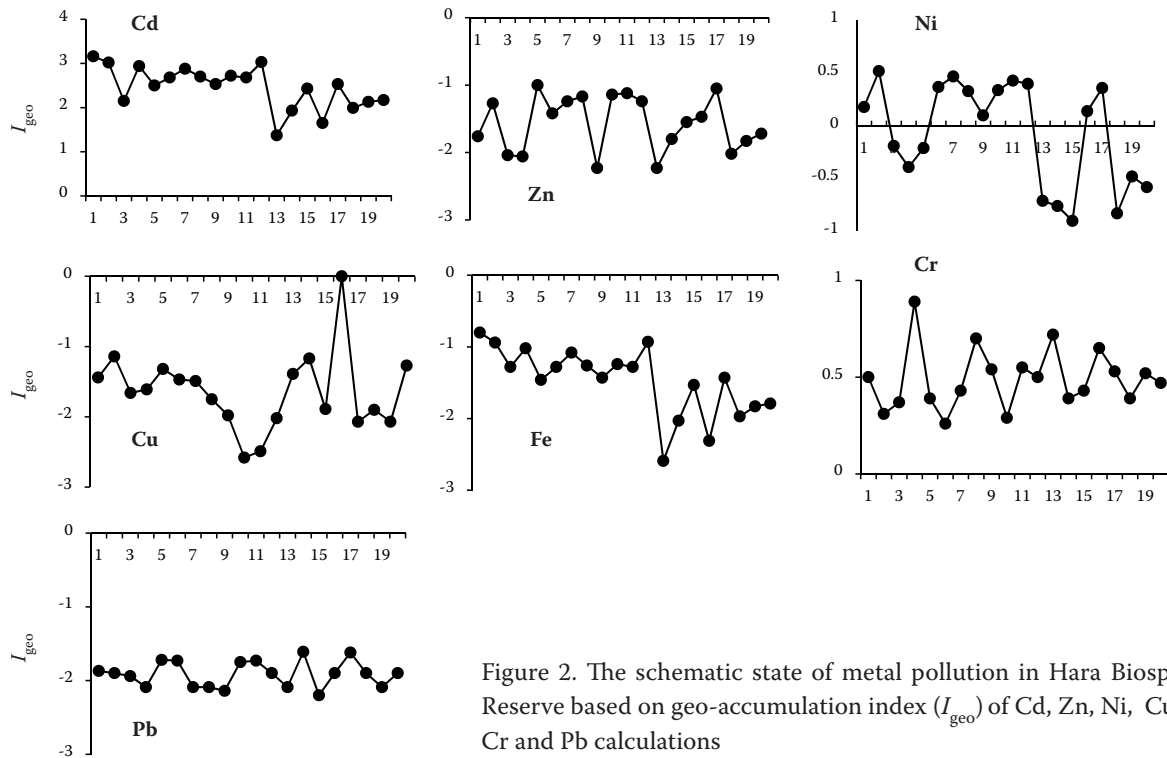 Cd
4
3
2
1
0
I geo
1 3 5 7 9 11 13 15 17 19
0
1 3 5 7 9 11 13 15 17 19
-1
-2
-3
Zn
Ni
1
0.5
0
-0.5
-1
1 3 7 9 11 13 15 17 19
Cu
0
1 3 5 7 9 11 13 15 17 19
-1
-2
-3
I geo
Fe
0
1 3 5 7 9 11 13 15 17 19
-1
-2
-3
Cr
1
0.5
0
1 3 5 7 9 11 13 15 17 19
0
1 3 5 7 9 11 13 15 17 19
-1
-2
-3
I geo
Pb
Figure 2. The schematic state of metal pollution in Hara Biosp
Reserve based on geo-accumulation index (I geo) of Cd, Zn, Ni, Cu
Cr and Pb calculations